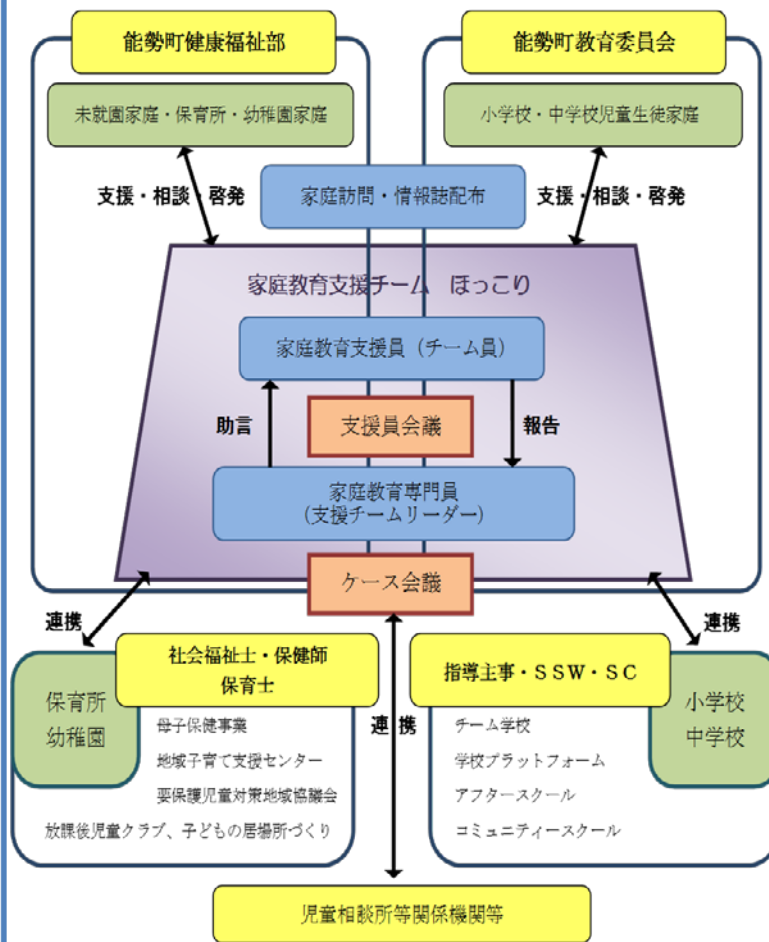 能勢町健康福祉部
能勢町教育委員会
未就園家庭・保育所・幼稚園家庭
小学校・中学校児童生徒家庭
支援・相談・啓発
家庭訪問・情報誌配布
支援・相談・啓発
家庭教育支援チーム　ほっこり
家庭教育支援員（チーム員）
助言
支援員会議
報告
家庭教育専門員
（支援チームリーダー）
ケース会議
連携
連携
社会福祉士・保健師
保育士
指導主事・ＳＳＷ・ＳＣ
保育所
幼稚園
小学校
中学校
連携
母子保健事業
地域子育て支援センター
要保護児童対策地域協議会
放課後児童クラブ、子どもの居場所づくり
チーム学校
学校プラットフォーム
アフタースクール
コミュニティースクール
児童相談所等関係機関等